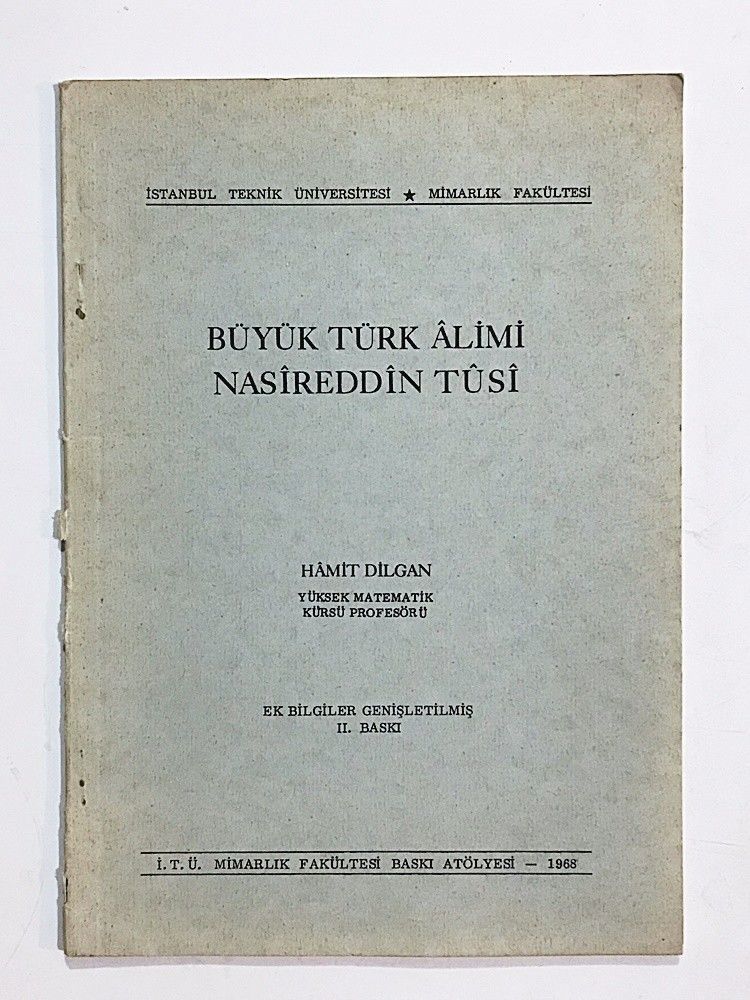 İSTANBUL TEKNİK ÜNİVERSİTESİ ★ MİMARLIK FAKÜLTESİ
BÜYÜK TÜRK ÂLİMİ
NASÎREDDÎN TÛSÎ
HÂMİT DİLGAN
YÜKSEK MATEMATİK
KÜRSÜ PROFESÖRÜ
EK BİLGİLER GENİŞLETİLMİŞ
II. BASKI
İ.T.Ü. MİMARLIK FAKÜLTESİ BASKI ATÖLYESİ — 1968